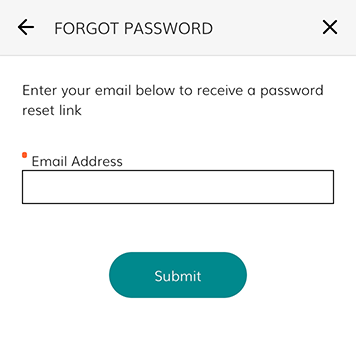 FORGOT PASSWORD
Enter your email below to receive a password
reset link
Email Address
Submit